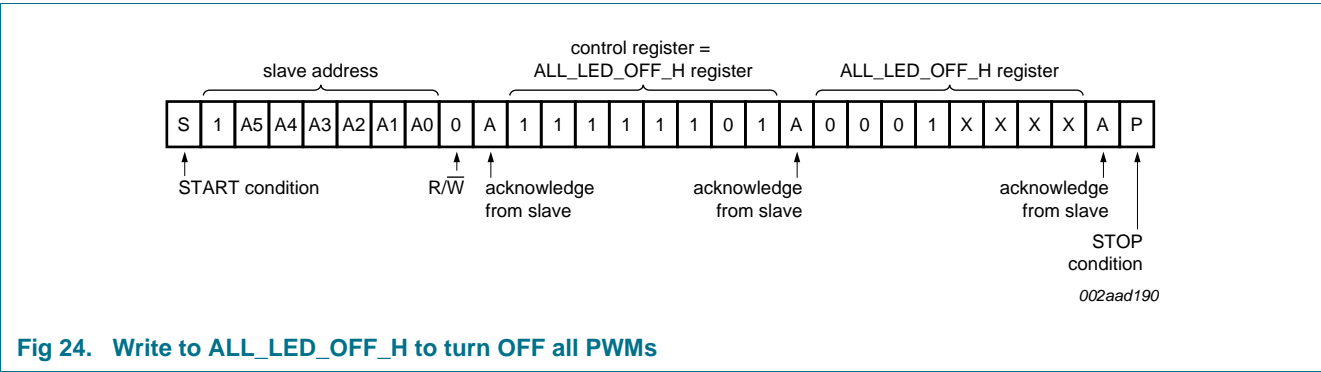 control register =
slave address ALL_LED_OFF_H register ALL_LED_OFF_H register
S 1 A5 A4 A3 A2 A1 A0 0 A 1 1 1 1 1 1 0 1 A 0 0 0 1 X X X X A P
START condition R/W̅ acknowledge acknowledge acknowledge
from slave from slave from slave
STOP
condition
002aad190
Fig 24. Write to ALL_LED_OFF_H to turn OFF all PWMs